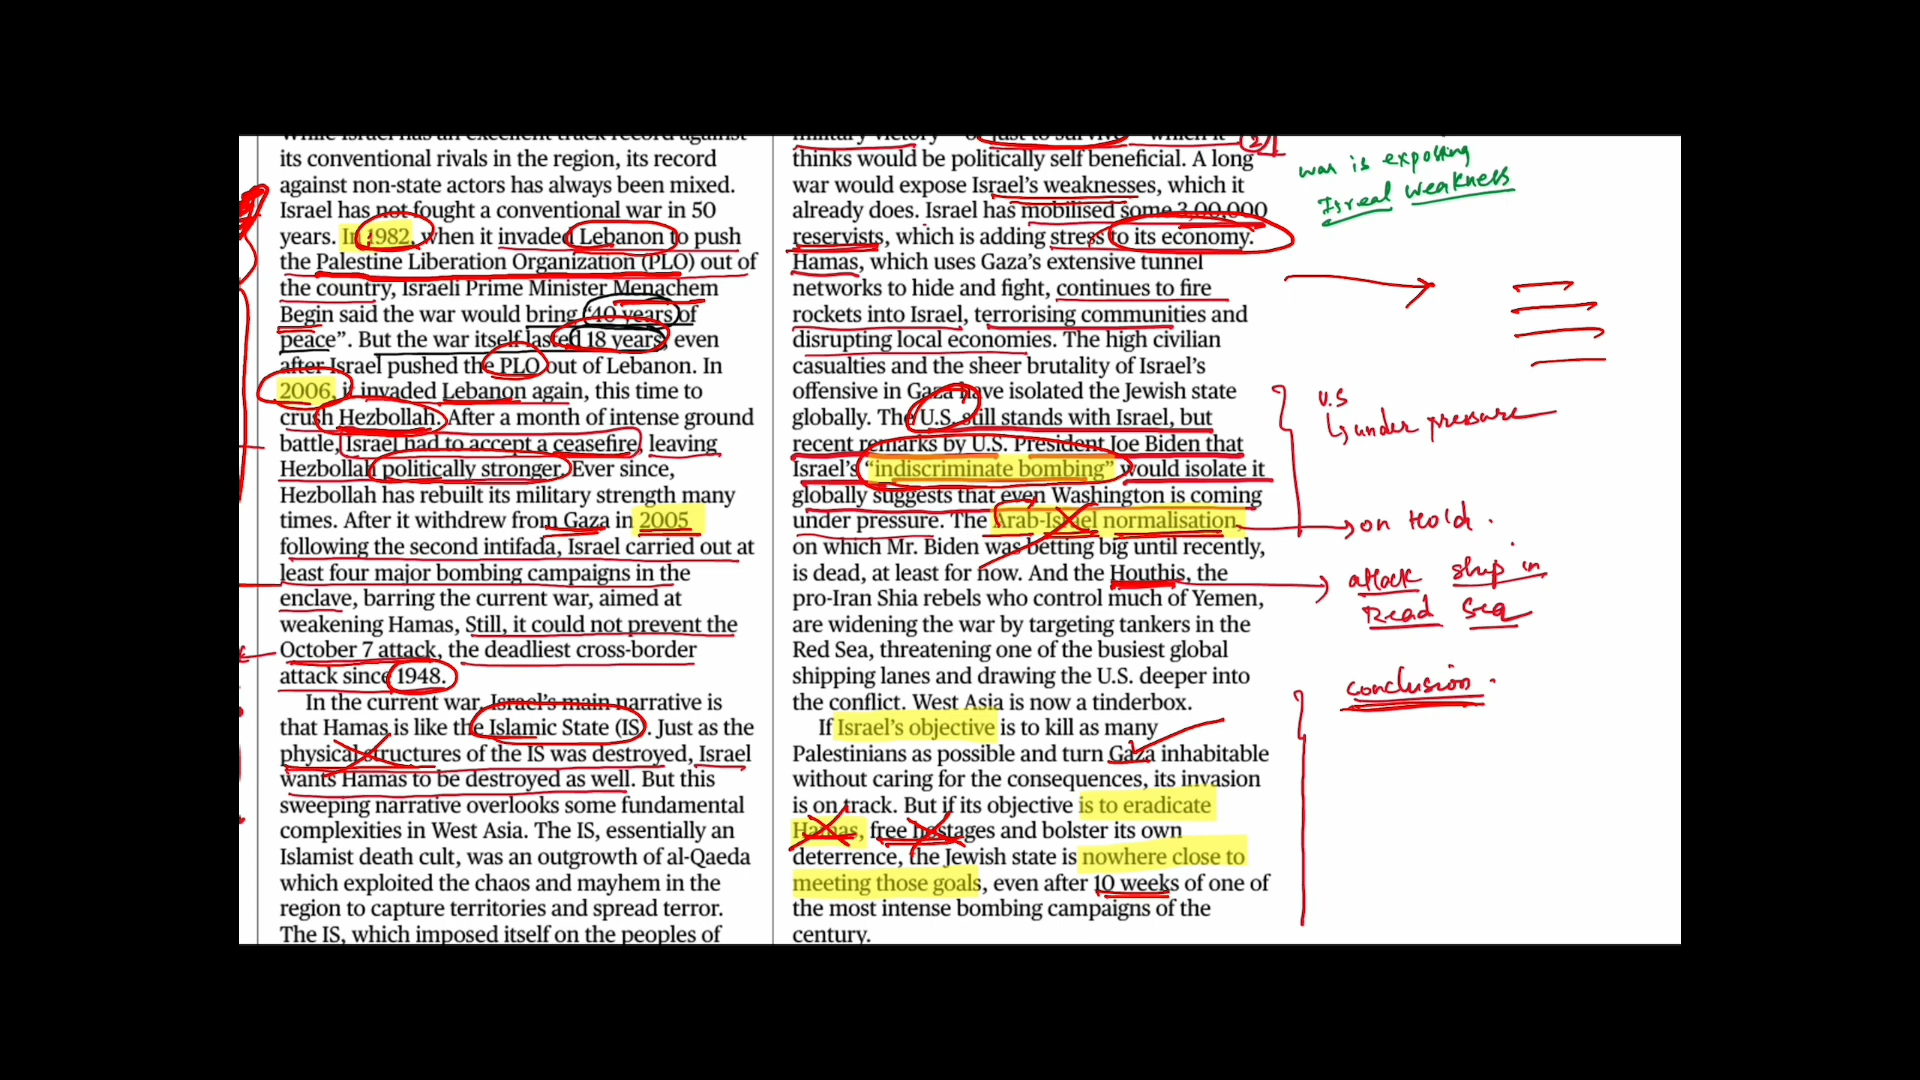 While Israel has an excellent track record against
its conventional rivals in the region, its record
against non-state actors has always been mixed.
Israel has not fought a conventional war in 50
years. In 1982, when it invaded Lebanon to push
the Palestine Liberation Organization (PLO) out of
the country, Israeli Prime Minister Menachem
Begin said the war would bring “40 years of
peace”. But the war itself lasted 18 years, even
after Israel pushed the PLO out of Lebanon. In
2006, it invaded Lebanon again, this time to
crush Hezbollah. After a month of intense ground
battle, Israel had to accept a ceasefire, leaving
Hezbollah politically stronger. Ever since,
Hezbollah has rebuilt its military strength many
times. After it withdrew from Gaza in 2005
following the second intifada, Israel carried out at
least four major bombing campaigns in the
enclave, barring the current war, aimed at
weakening Hamas, Still, it could not prevent the
October 7 attack, the deadliest cross-border
attack since 1948.
In the current war, Israel’s main narrative is
that Hamas is like the Islamic State (IS). Just as the
physical structures of the IS was destroyed, Israel
wants Hamas to be destroyed as well. But this
sweeping narrative overlooks some fundamental
complexities in West Asia. The IS, essentially an
Islamist death cult, was an outgrowth of al-Qaeda
which exploited the chaos and mayhem in the
region to capture territories and spread terror.
The IS, which imposed itself on the peoples of
military victory just to survive which it
thinks would be politically self beneficial. A long
war would expose Israel’s weaknesses, which it
already does. Israel has mobilised some 3,00,000
reservists, which is adding stress to its economy.
Hamas, which uses Gaza’s extensive tunnel
networks to hide and fight, continues to fire
rockets into Israel, terrorising communities and
disrupting local economies. The high civilian
casualties and the sheer brutality of Israel’s
offensive in Gaza have isolated the Jewish state
globally. The U.S. still stands with Israel, but
recent remarks by U.S. President Joe Biden that
Israel’s “indiscriminate bombing” would isolate it
globally suggests that even Washington is coming
under pressure. The Arab-Israel normalisation,
on which Mr. Biden was betting big until recently,
is dead, at least for now. And the Houthis, the
pro-Iran Shia rebels who control much of Yemen,
are widening the war by targeting tankers in the
Red Sea, threatening one of the busiest global
shipping lanes and drawing the U.S. deeper into
the conflict. West Asia is now a tinderbox.
If Israel’s objective is to kill as many
Palestinians as possible and turn Gaza inhabitable
without caring for the consequences, its invasion
is on track. But if its objective is to eradicate
Hamas, free hostages and bolster its own
deterrence, the Jewish state is nowhere close to
meeting those goals, even after 10 weeks of one of
the most intense bombing campaigns of the
century.
2
war is exposing
Isreal weakness
U.S
under pressure
on Hold.
attack ship in
Read Sea
conclusion.